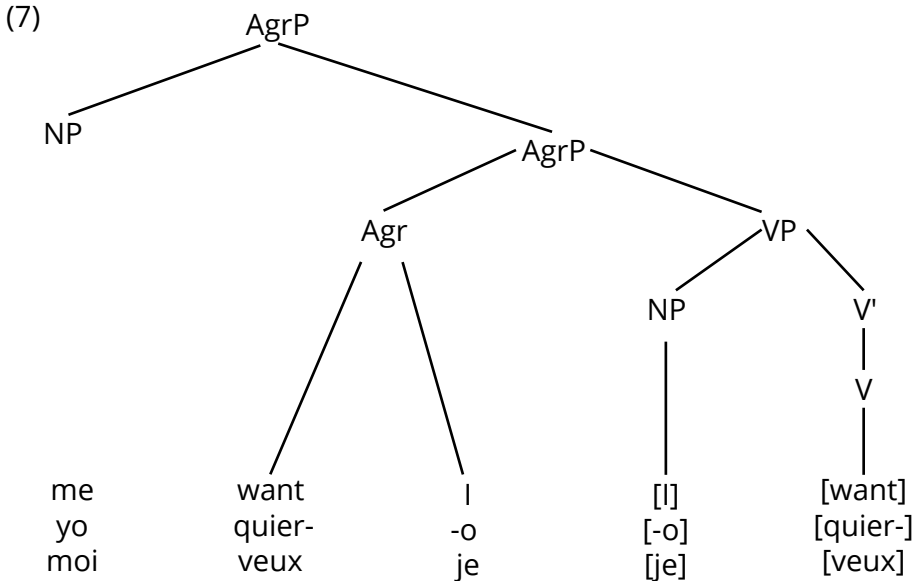 (7)
AgrP
NP
AgrP
Agr
VP
NP
V'
V
me want I [I] [want]
yo quier- -o [-o] [quier-]
moi veux je [je] [veux]